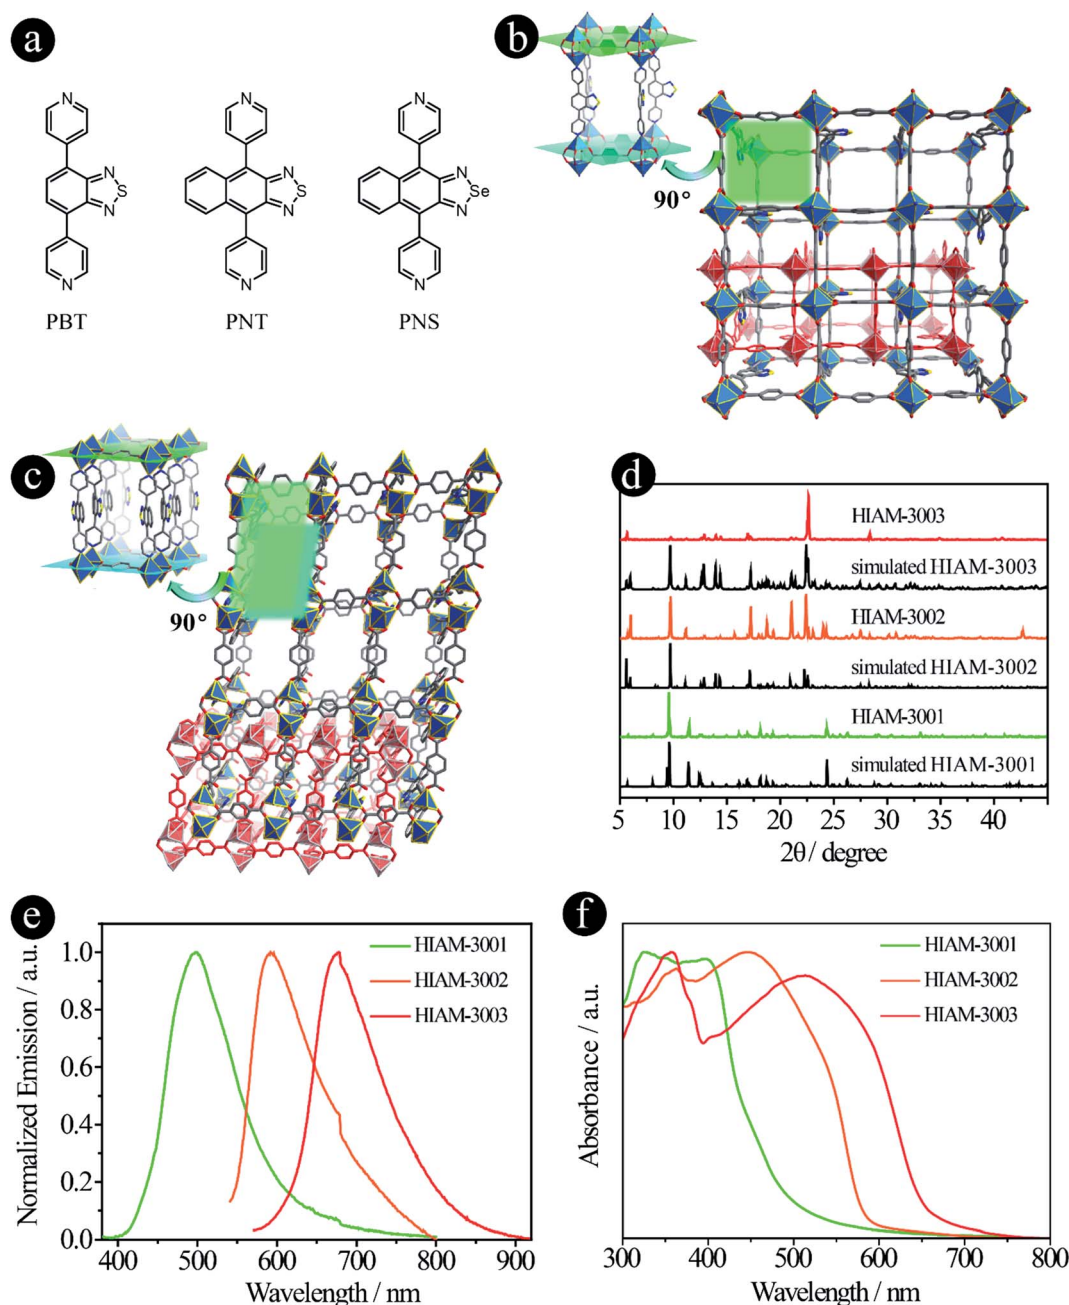 a
N
N
S
N
N
PBT
N
N
S
N
N
PNT
N
N
Se
N
N
PNS
b
90°
c
90°
d
HIAM-3003
simulated HIAM-3003
HIAM-3002
simulated HIAM-3002
HIAM-3001
simulated HIAM-3001
5 10 15 20 25 30 35 40
2θ / degree
e
Normalized Emission / a.u.
1.0
0.8
0.6
0.4
0.2
0.0
HIAM-3001
HIAM-3002
HIAM-3003
400 500 600 700 800 900
Wavelength / nm
f
Absorbance / a.u.
HIAM-3001
HIAM-3002
HIAM-3003
300 400 500 600 700 800
Wavelength / nm